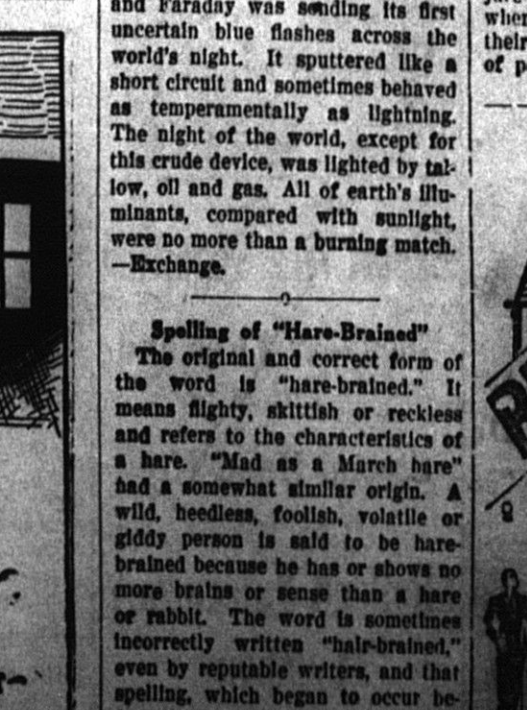 and Faraday was sending its first
uncertain blue flashes across the
world's night. It sputtered like a
short circuit and sometimes behaved
as temperamentally as lightning.
The night of the world, except for
this crude device, was lighted by tal-
low, oil and gas. All of earth's illu-
minants, compared with sunlight,
were no more than a burning match.
—Exchange.
Spelling of "Hare-Brained"
The original and correct form of
the word is "hare-brained." It
means flighty, skittish or reckless
and refers to the characteristics of
a hare. "Mad as a March hare"
had a somewhat similar origin. A
wild, heedless, foolish, volatile or
giddy person is said to be hare-
brained because he has or shows no
more brains or sense than a hare
or rabbit. The word is sometimes
incorrectly written "hair-brained,"
even by reputable writers, and that
spelling, which began to occur be-
their
of p